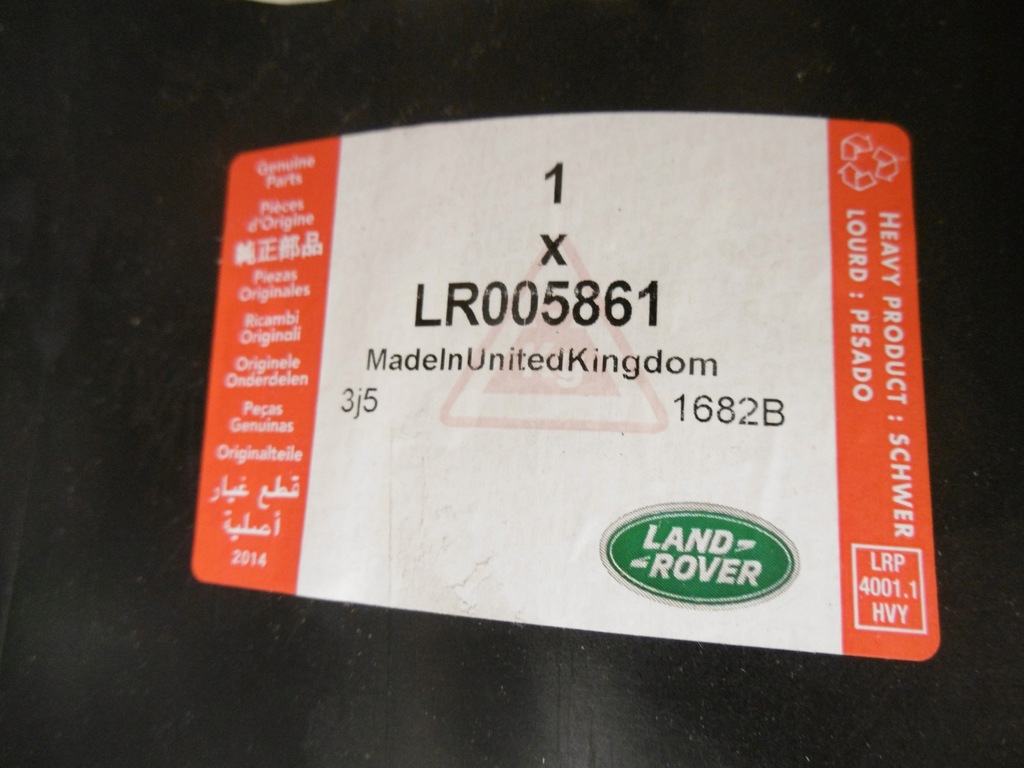 Genuine
Parts
Pièces
d'Origine
純正部品
Piezas
Originales
Ricambi
Originali
Originele
Onderdelen
Peças
Genuinas
Originalteile
قطع غيار
أصلية
2014
1
x
LR005861
MadeInUnitedKingdom
3j5
1682B
LAND
ROVER
HEAVY PRODUCT : SCHWER
LOURD : PESADO
LRP
4001.1
HVY